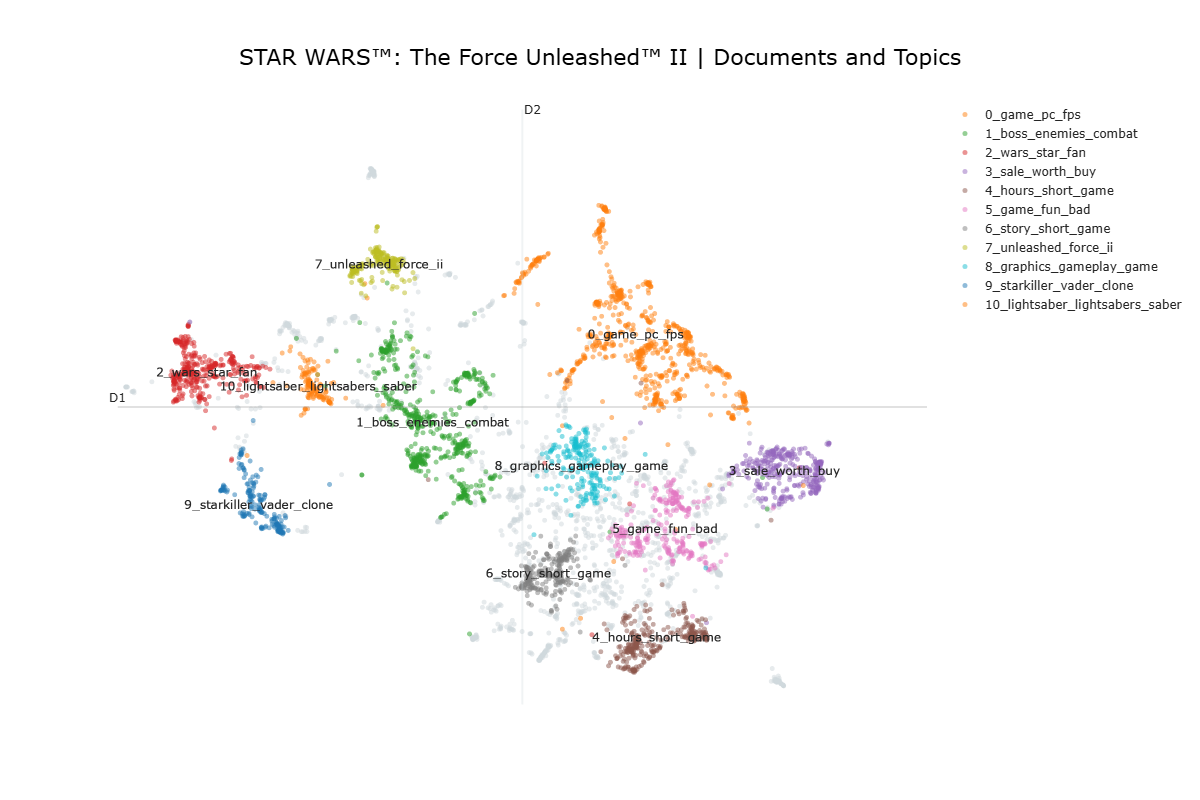 STAR WARS™: The Force Unleashed™ II | Documents and Topics
D2
0_game_pc_fps
1_boss_enemies_combat
2_wars_star_fan
3_sale_worth_buy
4_hours_short_game
5_game_fun_bad
6_story_short_game
7_unleashed_force_ii
8_graphics_gameplay_game
9_starkiller_vader_clone
10_lightsaber_lightsabers_saber
7_unleashed_force_ii
0_game_pc_fps
2_wars_star_fan
10_lightsaber_lightsabers_saber
D1
1_boss_enemies_combat
8_graphics_gameplay_game
3_sale_worth_buy
9_starkiller_vader_clone
5_game_fun_bad
6_story_short_game
4_hours_short_game